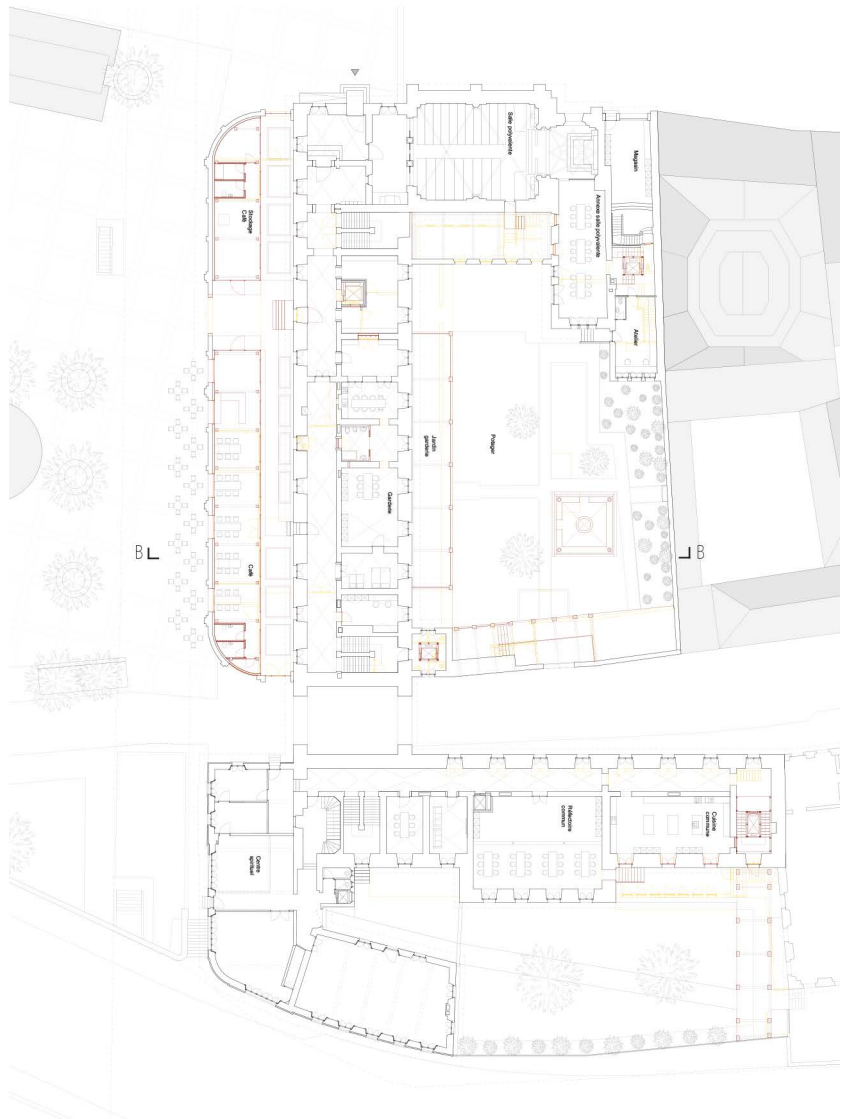 Salle polyvalente
Magasin
Annexe salle polyvalente
Stockage
Café
Atelier
Jardin
garderie
Potager
Garderie
B
B
Café
Réfectoire
commun
Cuisine
commune
Centre
spirituel